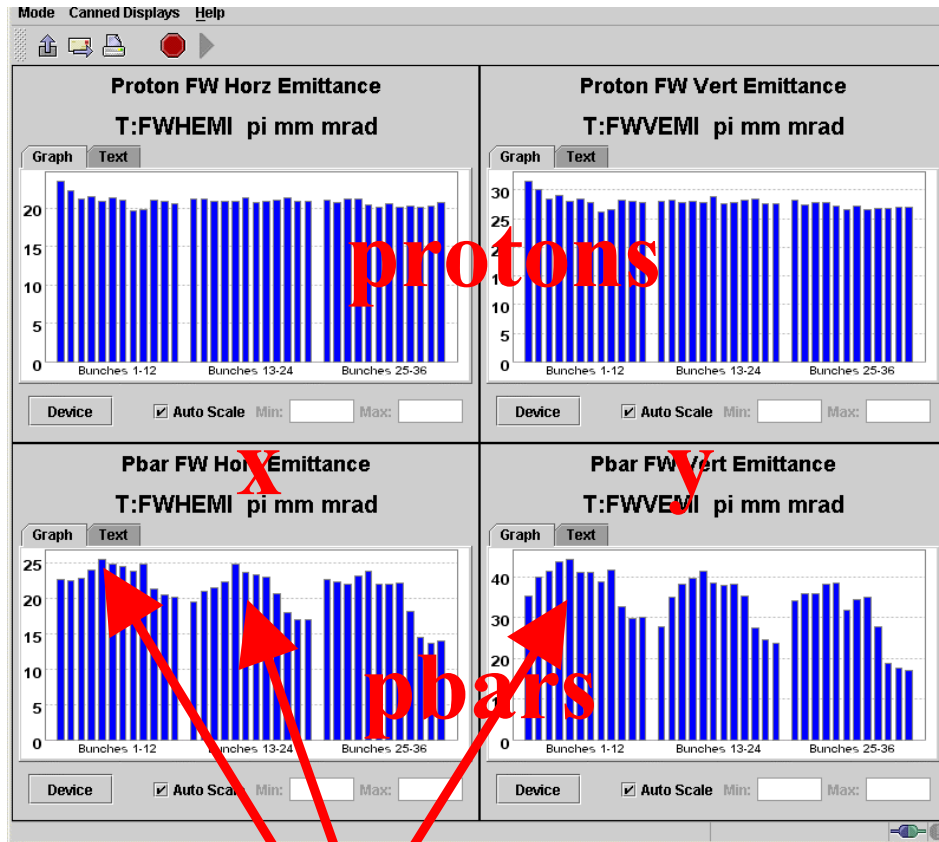 Mode Canned Displays Help
Proton FW Horz Emittance
T:FWHEMI pi mm mrad
Graph Text
20
15
10
5
0
Bunches 1-12 Bunches 13-24 Bunches 25-36
Device Auto Scale Min: Max:
Proton FW Vert Emittance
T:FWVEMI pi mm mrad
Graph Text
30
25
10
5
0
Bunches 1-12 Bunches 13-24 Bunches 25-36
Device Auto Scale Min: Max:
protons
x
y
Pbar FW Horz Emittance
T:FWHEMI pi mm mrad
Graph Text
25
20
15
10
5
0
Bunches 1-12 Bunches 13-24 Bunches 25-36
Device Auto Scale Min: Max:
Pbar FW Vert Emittance
T:FWVEMI pi mm mrad
Graph Text
40
30
20
0
Bunches 1-12 Bunches 13-24 Bunches 25-36
Device Auto Scale Min: Max:
pbars